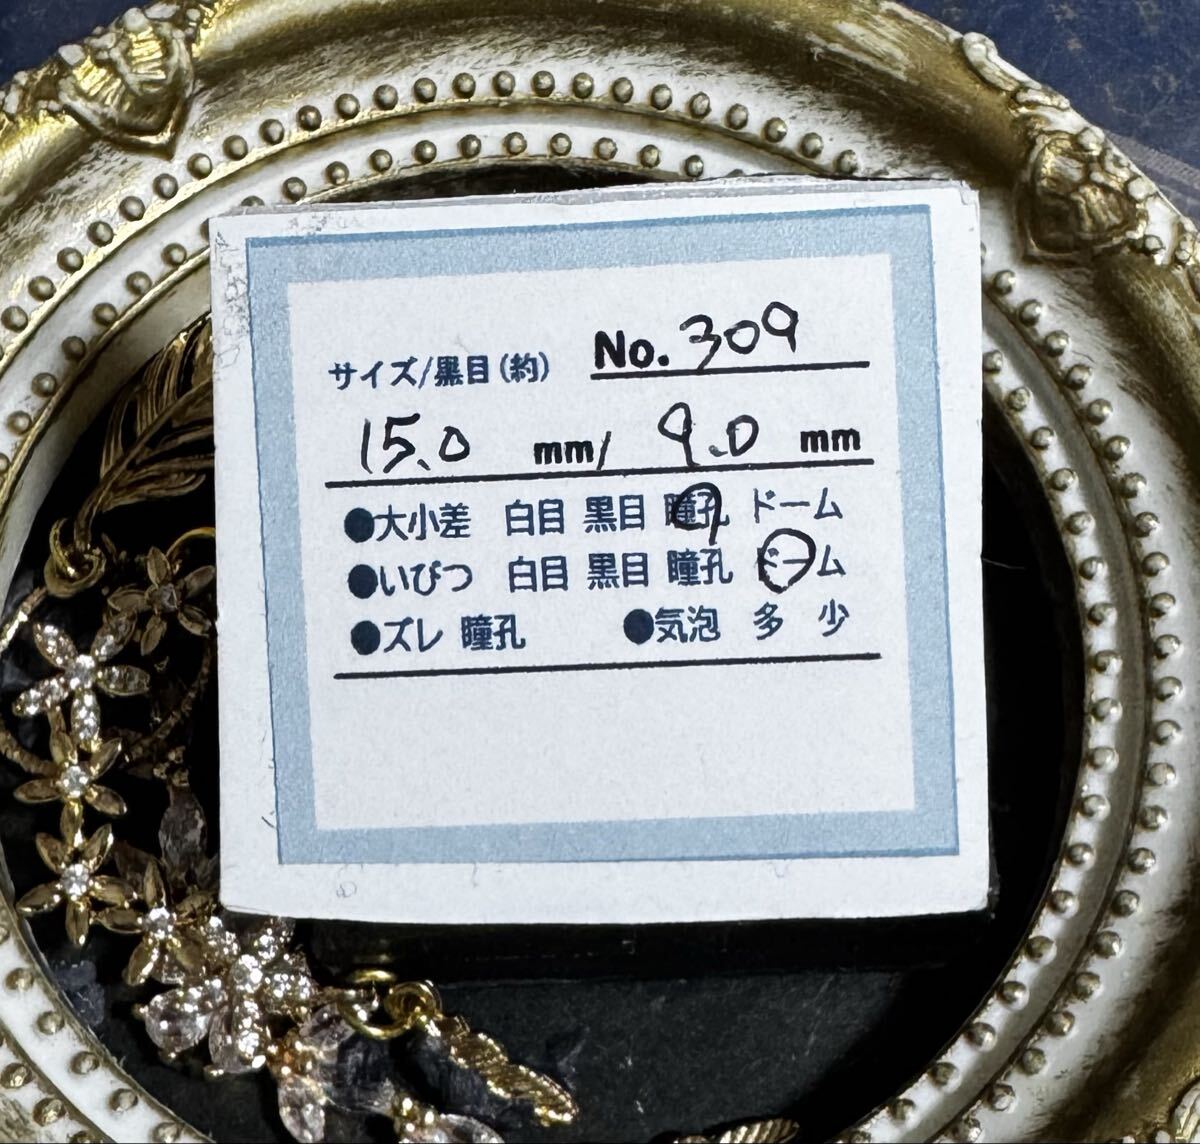 No. 309
サイズ/黒目(約)
15.0 mm/ 9.0 mm
●大小差 白目 黒目 瞳孔 ドーム
●いびつ 白目 黒目 瞳孔 ドーム
●ズレ 瞳孔 ●気泡 多 少